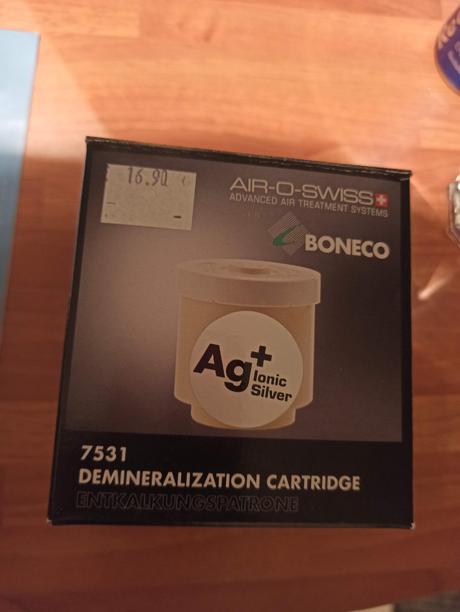 16.90
AIR-O-SWISS
ADVANCED AIR TREATMENT SYSTEMS
BONECO
Ag+
Ionic
Silver
7531
DEMINERALIZATION CARTRIDGE
ENTKALKUNGSPATRONE